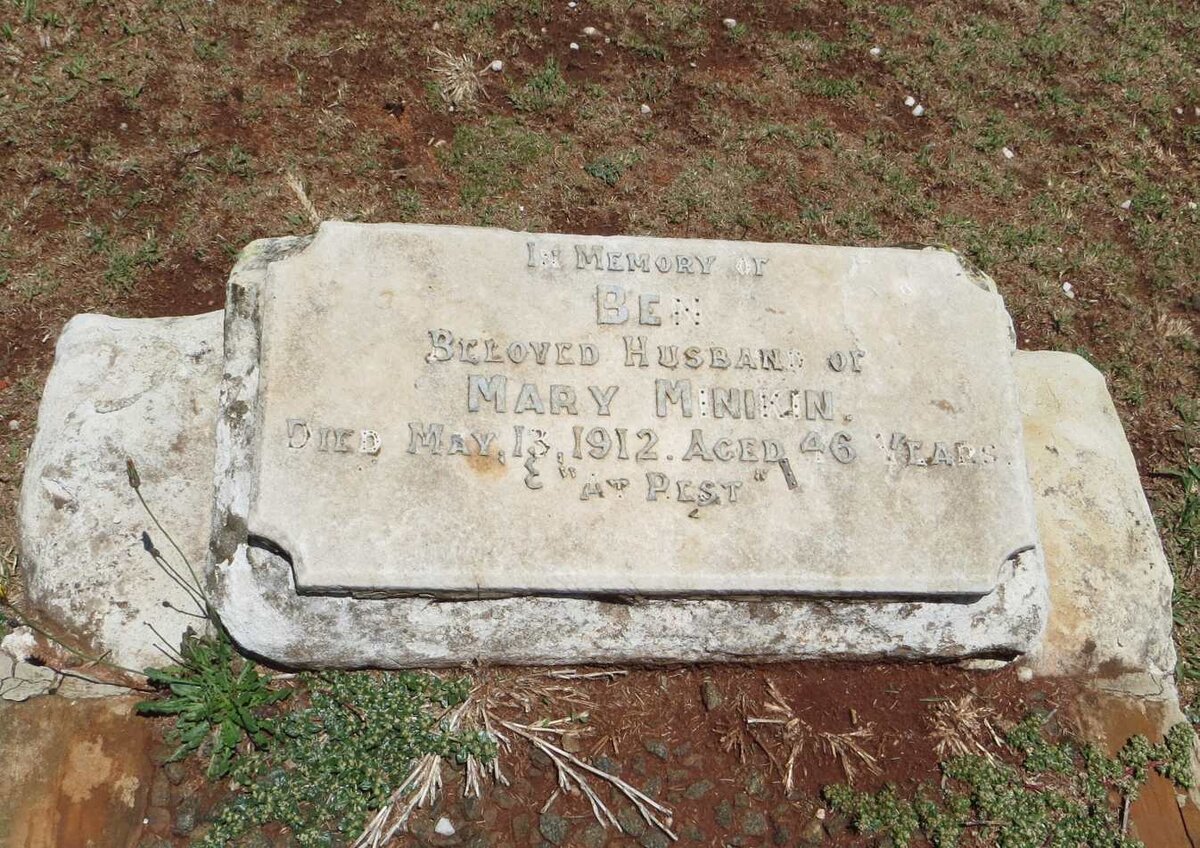 IN MEMORY OF
BEN
BELOVED HUSBAND OF
MARY MINIKIN.
DIED MAY, 13, 1912. AGED 46 YEARS.
"AT REST"